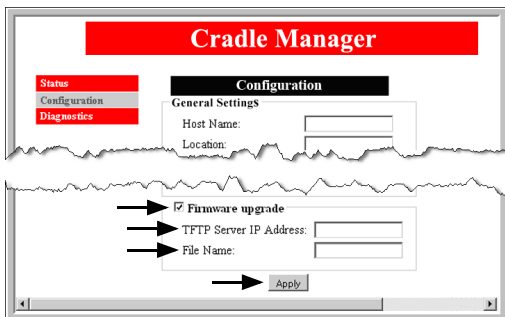 Cradle Manager
Status
Configuration
Diagnostics
Configuration
General Settings
Host Name:
Location:
Firmware upgrade
TFTP Server IP Address:
File Name:
Apply